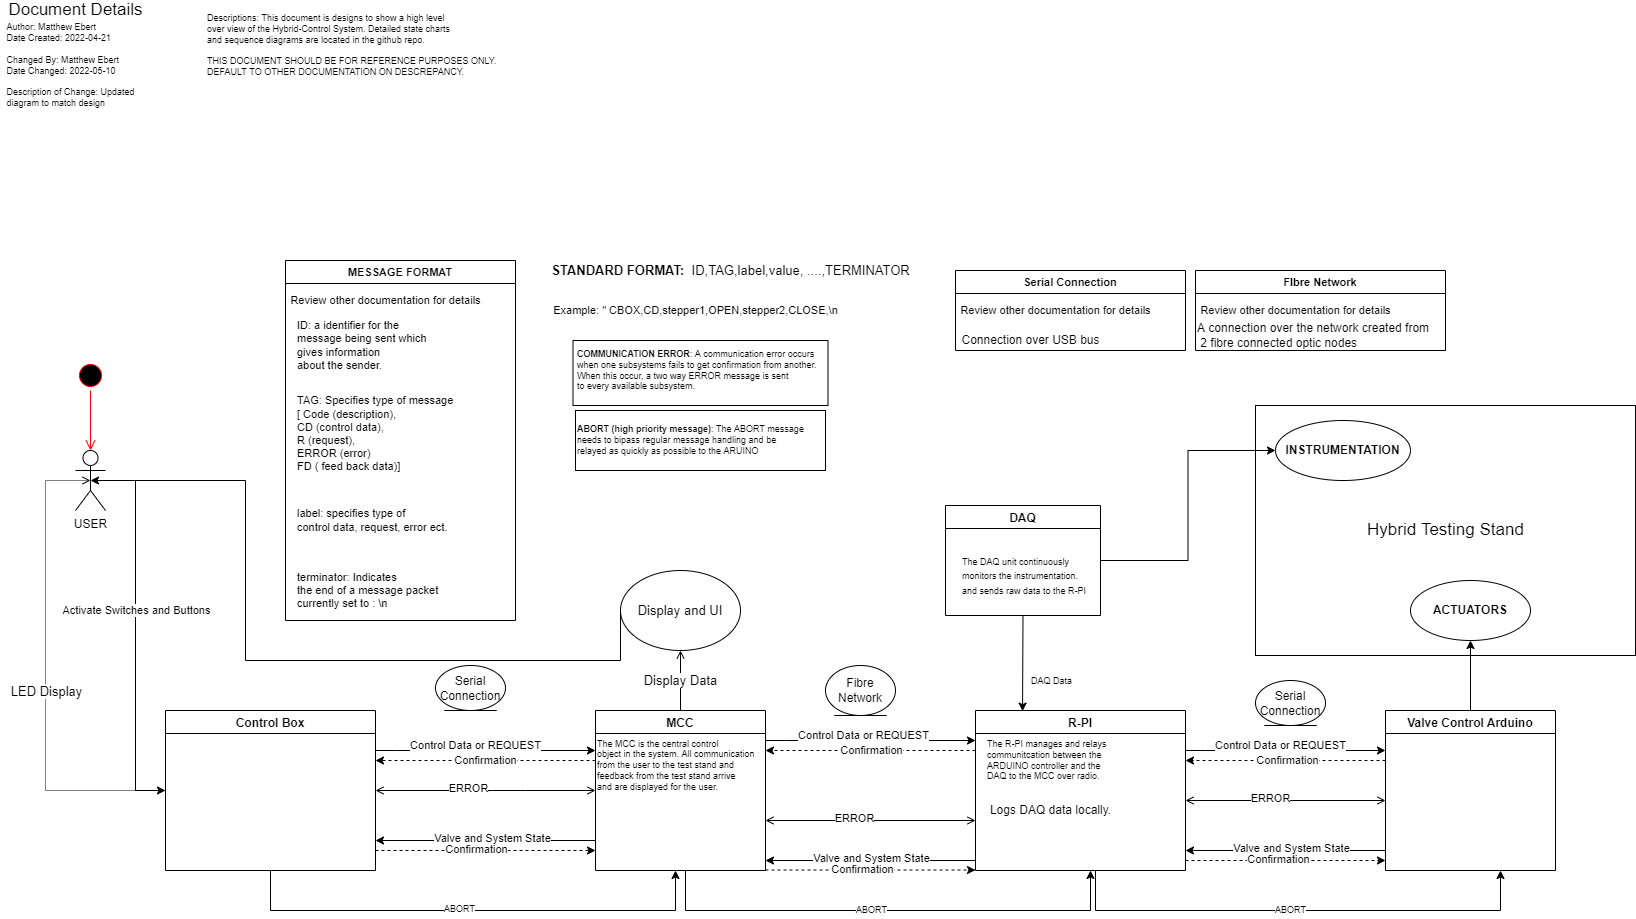 Document Details
Author: Matthew Ebert
Date Created: 2022-04-21
Changed By: Matthew Ebert
Date Changed: 2022-05-10
Description of Change: Updated
diagram to match design
Descriptions: This document is designs to show a high level
over view of the Hybrid-Control System. Detailed state charts
and sequence diagrams are located in the github repo.
THIS DOCUMENT SHOULD BE FOR REFERENCE PURPOSES ONLY.
DEFAULT TO OTHER DOCUMENTATION ON DESCREPANCY.
MESSAGE FORMAT
Review other documentation for details
ID: a identifier for the
message being sent which
gives information
about the sender.
TAG: Specifies type of message
[ Code (description),
CD (control data),
R (request),
ERROR (error)
FD ( feed back data)]
label: specifies type of
control data, request, error ect.
terminator: Indicates
the end of a message packet
currently set to : \n
STANDARD FORMAT: ID,TAG,label,value, ....,TERMINATOR
Example: " CBOX,CD,stepper1,OPEN,stepper2,CLOSE,\n
COMMUNICATION ERROR: A communication error occurs
when one subsystems fails to get confirmation from another.
When this occur, a two way ERROR message is sent
to every available subsystem.
ABORT (high priority message): The ABORT message
needs to bipass regular message handling and be
relayed as quickly as possible to the ARUINO
Serial Connection
Review other documentation for details
Connection over USB bus
FIbre Network
Review other documentation for details
A connection over the network created from
2 fibre connected optic nodes
USER
Activate Switches and Buttons
LED Display
Display and UI
Display Data
DAQ
The DAQ unit continuously
monitors the instrumentation.
and sends raw data to the R-PI
DAQ Data
INSTRUMENTATION
Hybrid Testing Stand
ACTUATORS
Serial
Connection
Fibre
Network
Serial
Connection
Control Box
Control Data or REQUEST
Confirmation
ERROR
Valve and System State
Confirmation
MCC
The MCC is the central control
object in the system. All communication
from the user to the test stand and
feedback from the test stand arrive
and are displayed for the user.
Control Data or REQUEST
Confirmation
ERROR
Valve and System State
Confirmation
R-PI
The R-PI manages and relays
communitcation between the
ARDUINO controller and the
DAQ to the MCC over radio.
Logs DAQ data locally.
Control Data or REQUEST
Confirmation
ERROR
Valve and System State
Confirmation
Valve Control Arduino
ABORT
ABORT
ABORT